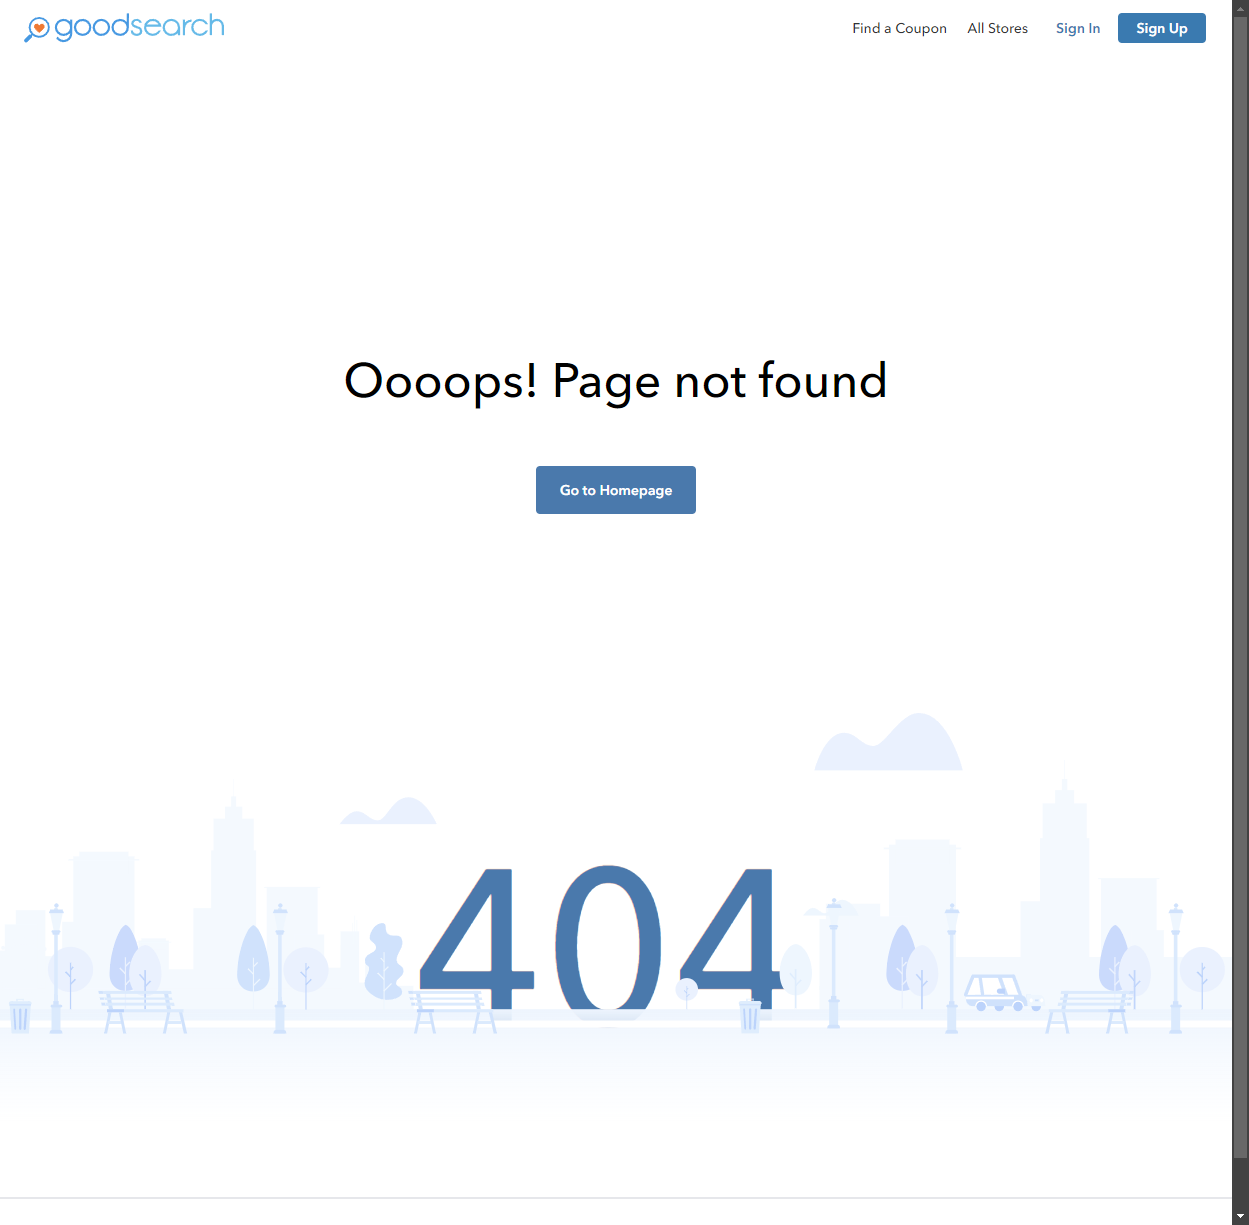 goodsearch
Find a Coupon
All Stores
Sign In
Sign Up
Oooops! Page not found
Go to Homepage
404